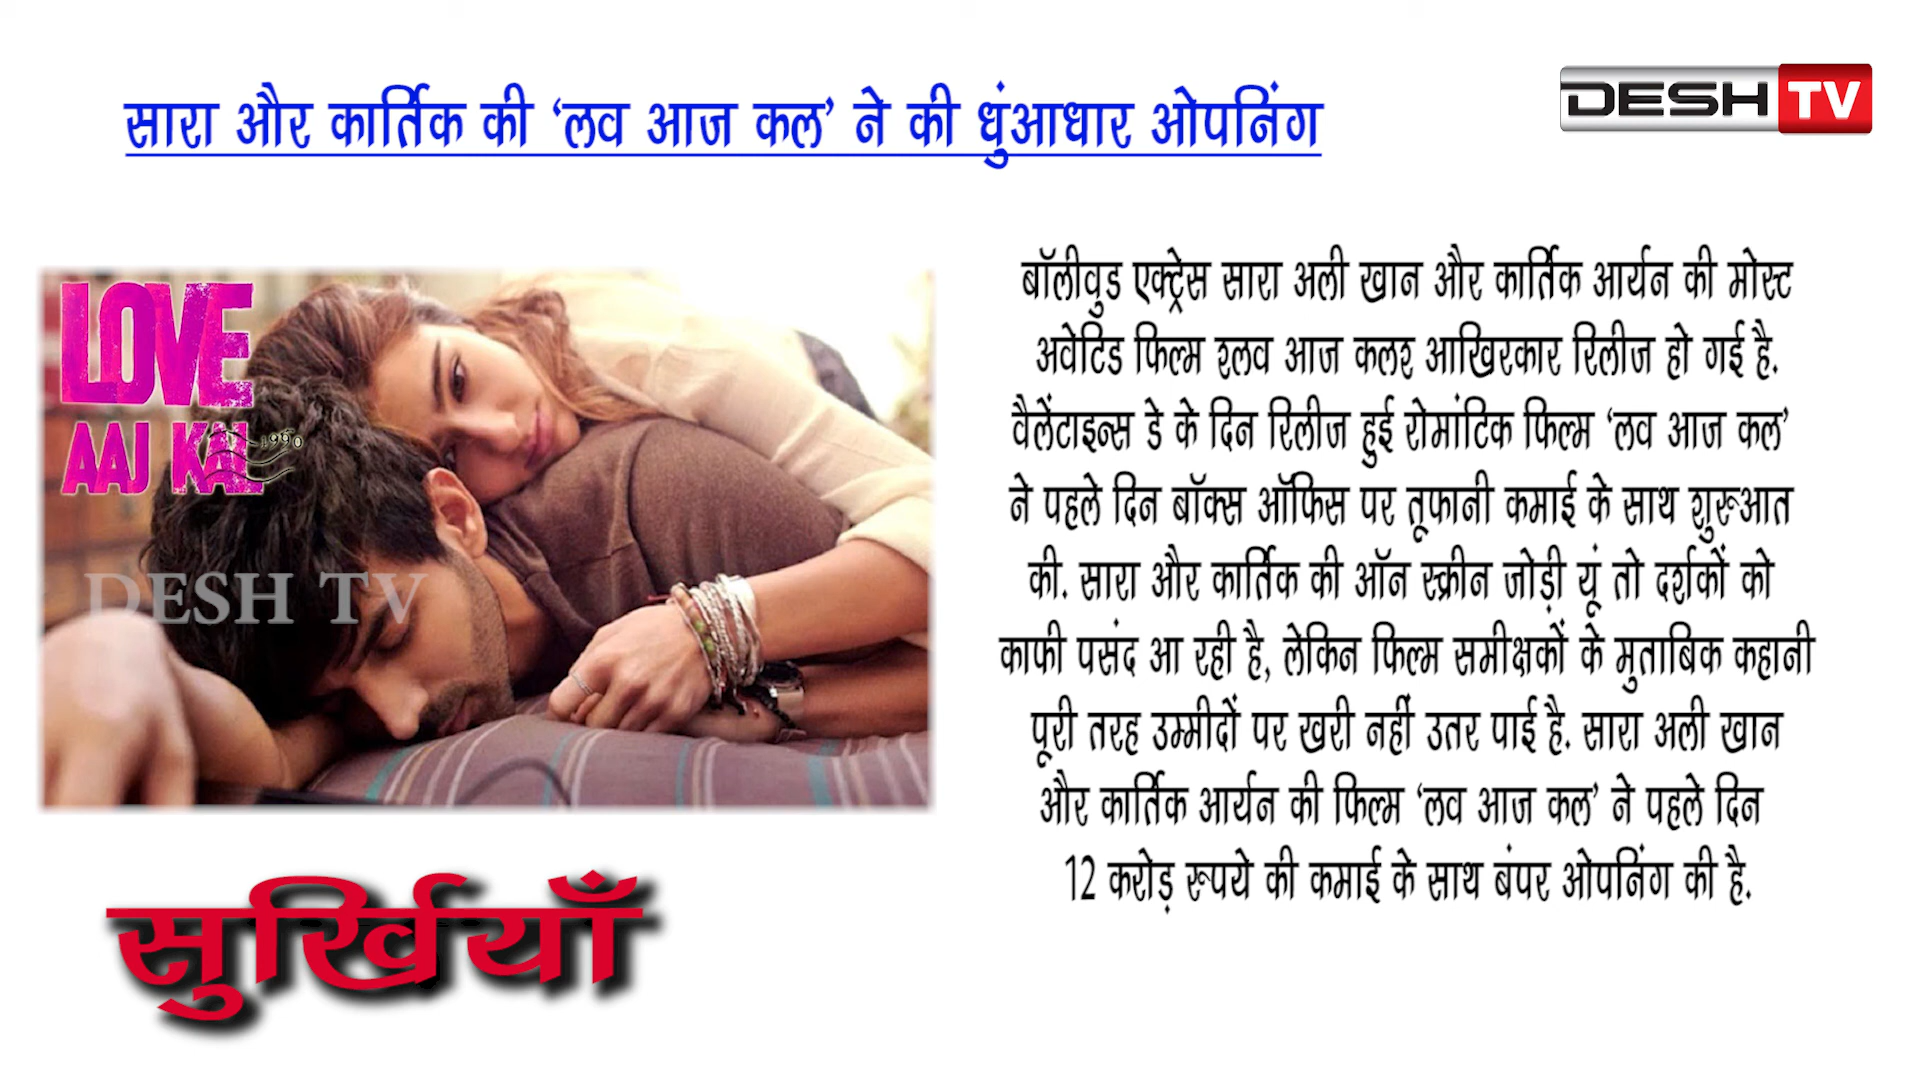 सारा और कार्तिक की ‘लव आज कल’ ने की धुंआधार ओपनिंग
DESH TV
LOVE
AAJ KAL
1990
DESH TV
बॉलीवुड एक्ट्रेस सारा अली खान और कार्तिक आर्यन की मोस्ट
अवेटिड फिल्म श्लव आज कलश् आखिरकार रिलीज हो गई है.
वैलेंटाइन्स डे के दिन रिलीज हुई रोमांटिक फिल्म ‘लव आज कल’
ने पहले दिन बॉक्स ऑफिस पर तूफानी कमाई के साथ शुरूआत
की. सारा और कार्तिक की ऑन स्क्रीन जोड़ी यूं तो दर्शकों को
काफी पसंद आ रही है, लेकिन फिल्म समीक्षकों के मुताबिक कहानी
पूरी तरह उम्मीदों पर खरी नहीं उतर पाई है. सारा अली खान
और कार्तिक आर्यन की फिल्म ‘लव आज कल’ ने पहले दिन
12 करोड़ रूपये की कमाई के साथ बंपर ओपनिंग की है.
सुर्खियाँ